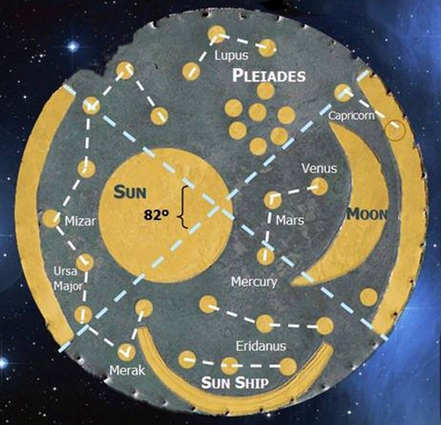 Lupus
PLEIADES
Capricorn
Venus
SUN
82º
Mars
MOON
Mizar
Ursa
Major
Mercury
Eridanus
Merak
SUN SHIP